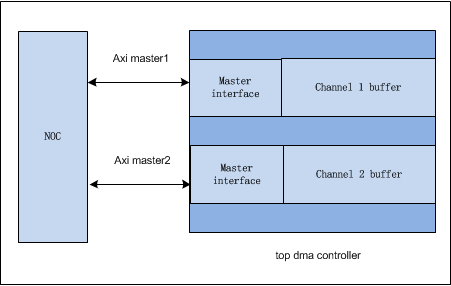 Axi master1
Master
interface
Channel 1 buffer
NOC
Axi master2
Master
interface
Channel 2 buffer
top dma controller